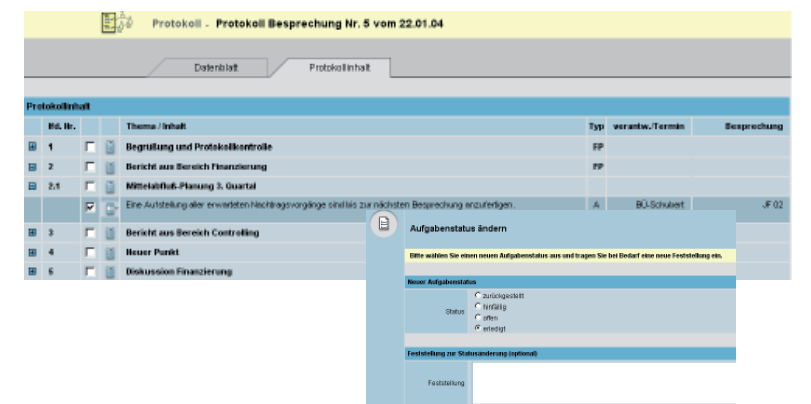 Protokoll - Protokoll Besprechung Nr. 5 vom 22.01.04
Datenblatt Protokollinhalt
Protokollinhalt
lfd. Nr. Thema / Inhalt Typ verantw./Termin Besprechung
1 Begrüßung und Protokollkontrolle FP
2 Bericht aus Bereich Finanzierung FP
2.1 Mittelabfluß-Planung 3. Quartal
Eine Aufstellung aller erwarteten Nachtragsvorgänge sind bis zur nächsten Besprechung anzufertigen. A BÜ-Schubert JF 02
3 Bericht aus Bereich Controlling
4 Neuer Punkt
5 Diskussion Finanzierung
Aufgabenstatus ändern
Bitte wählen Sie einen neuen Aufgabenstatus aus und tragen Sie bei Bedarf eine neue Feststellung ein.
Neuer Aufgabenstatus
Status
zurückgestellt
hinfällig
offen
erledigt
Feststellung zur Statusänderung (optional)
Feststellung